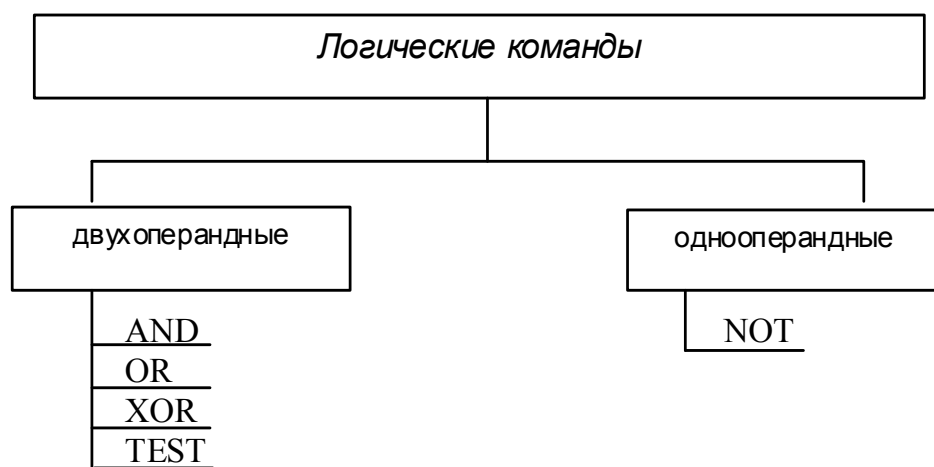 Логические команды
двухоперандные
однооперандные
AND
OR
XOR
TEST
NOT